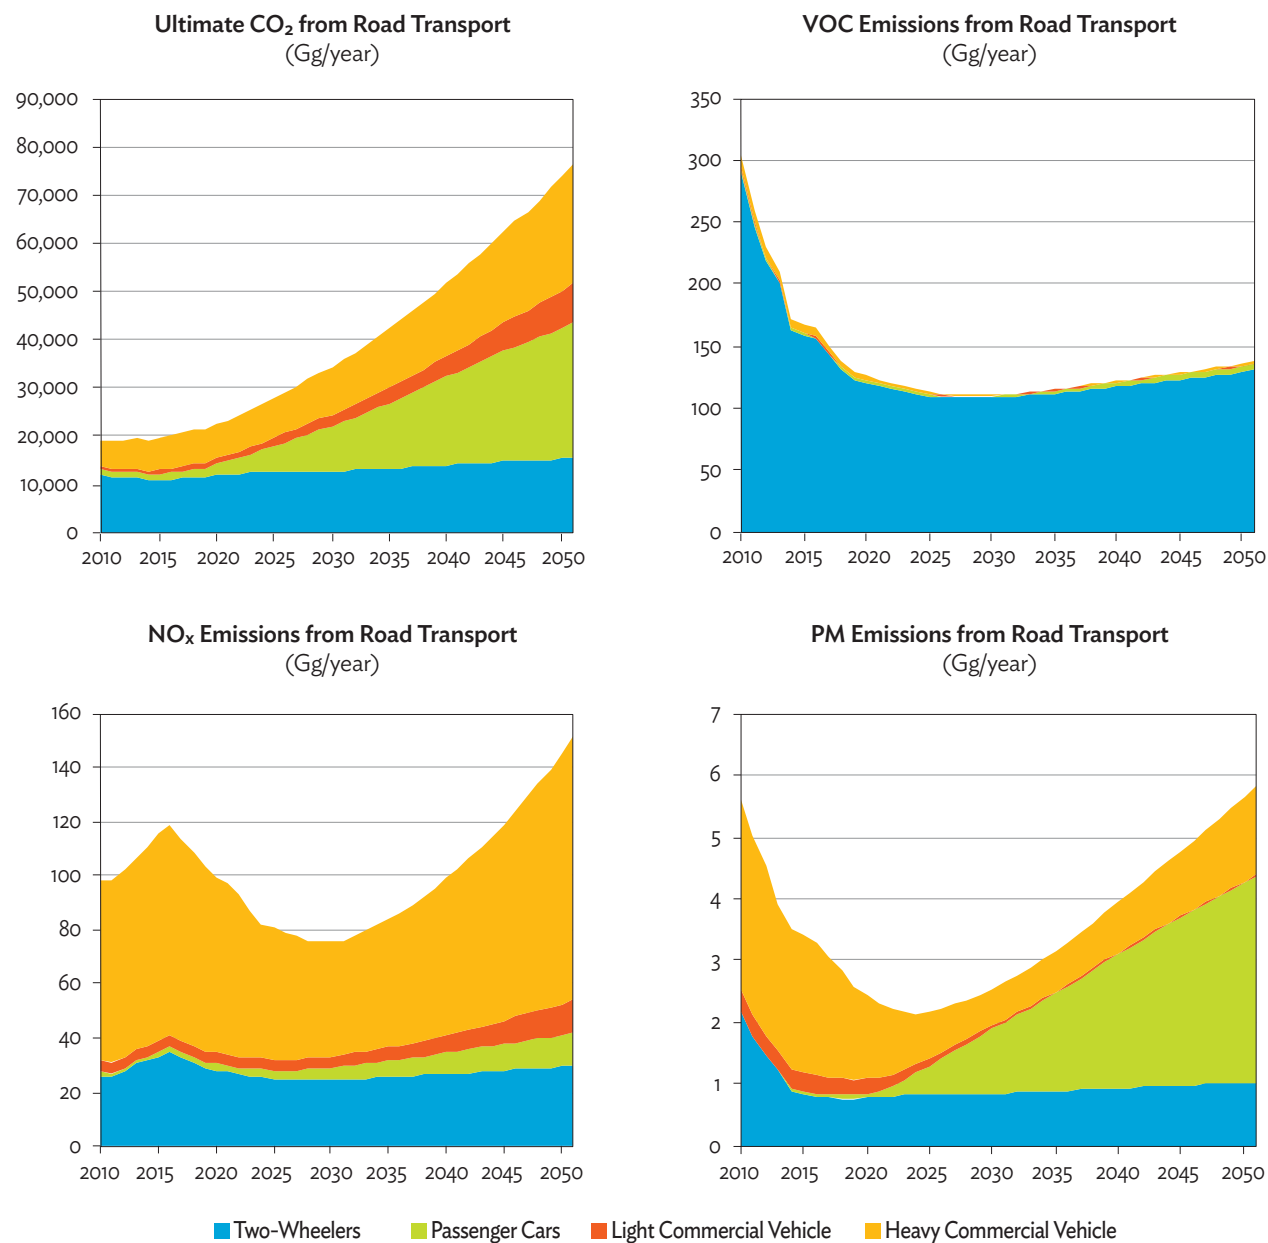 Ultimate CO₂ from Road Transport
(Gg/year)
90,000
80,000
70,000
60,000
50,000
40,000
30,000
20,000
10,000
0
2010 2015 2020 2025 2030 2035 2040 2045 2050
VOC Emissions from Road Transport
(Gg/year)
350
300
250
200
150
100
50
0
2010 2015 2020 2025 2030 2035 2040 2045 2050
NOₓ Emissions from Road Transport
(Gg/year)
160
140
120
100
80
60
40
20
0
2010 2015 2020 2025 2030 2035 2040 2045 2050
PM Emissions from Road Transport
(Gg/year)
7
6
5
4
3
2
1
0
2010 2015 2020 2025 2030 2035 2040 2045 2050
Two-Wheelers Passenger Cars Light Commercial Vehicle Heavy Commercial Vehicle